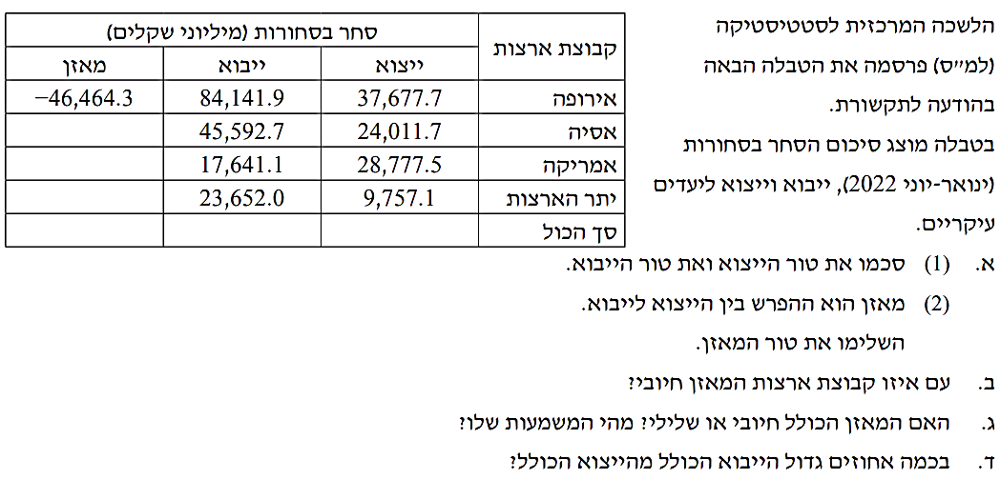 הלשכה המרכזית לסטטיסטיקה
(למ״ס) פרסמה את הטבלה הבאה
בהודעה לתקשורת.
בטבלה מוצג סיכום הסחר בסחורות
(ינואר-יוני 2022), ייבוא וייצוא ליעדים
עיקריים.
קבוצת ארצות סחר בסחורות (מיליוני שקלים)
ייצוא ייבוא מאזן
אירופה 37,677.7 84,141.9 −46,464.3
אסיה 24,011.7 45,592.7
אמריקה 28,777.5 17,641.1
יתר הארצות 9,757.1 23,652.0
סך הכול
א. (1) סכמו את טור הייצוא ואת טור הייבוא.
(2) מאזן הוא ההפרש בין הייצוא לייבוא.
השלימו את טור המאזן.
ב. עם איזו קבוצת ארצות המאזן חיובי?
ג. האם המאזן הכולל חיובי או שלילי? מהי המשמעות שלו?
ד. בכמה אחוזים גדול הייבוא הכולל מהייצוא הכולל?